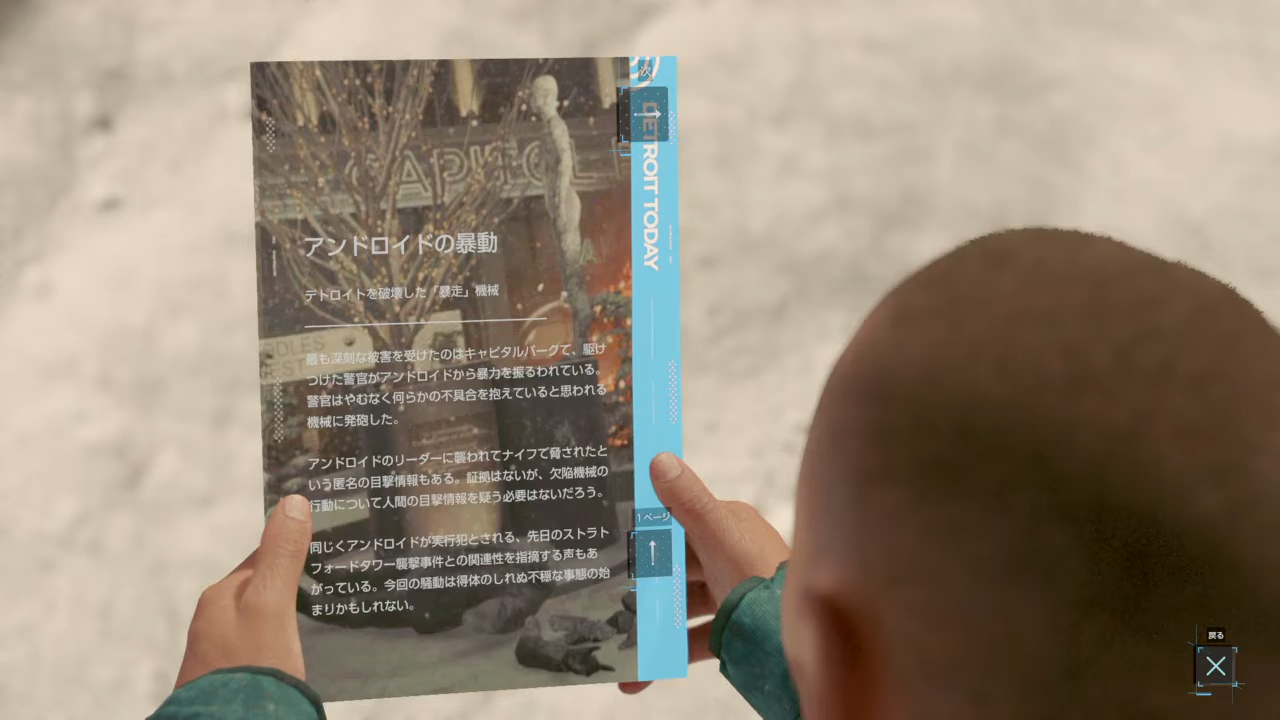 次
DETROIT TODAY
CAPITOL
アンドロイドの暴動
デトロイトを破壊した「暴走」機械
最も深刻な被害を受けたのはキャピタルパークで、駆け
つけた警官がアンドロイドから暴力を振るわれている。
警官はやむなく何らかの不具合を抱えていると思われる
機械に発砲した。
アンドロイドのリーダーに襲われてナイフで脅されたと
いう匿名の目撃情報もある。証拠はないが、欠陥機械の
行動について人間の目撃情報を疑う必要はないだろう。
同じくアンドロイドが実行犯とされる、先日のストラト
フォードタワー襲撃事件との関連性を指摘する声もあ
がっている。今回の騒動は得体のしれぬ不穏な事態の始
まりかもしれない。
1ページ
戻る